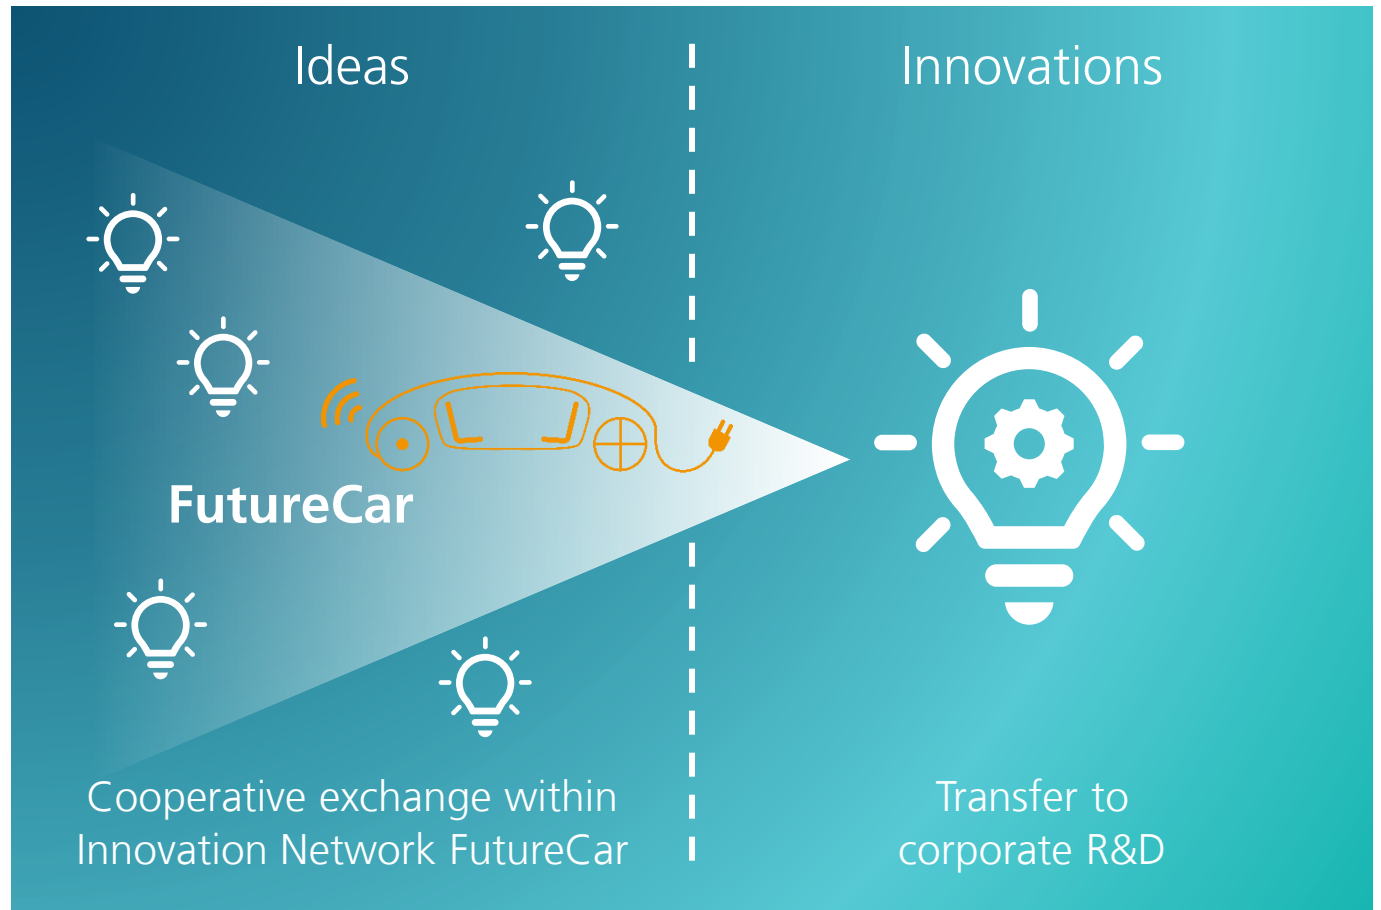 Ideas
Innovations
FutureCar
Cooperative exchange within
Innovation Network FutureCar
Transfer to
corporate R&D